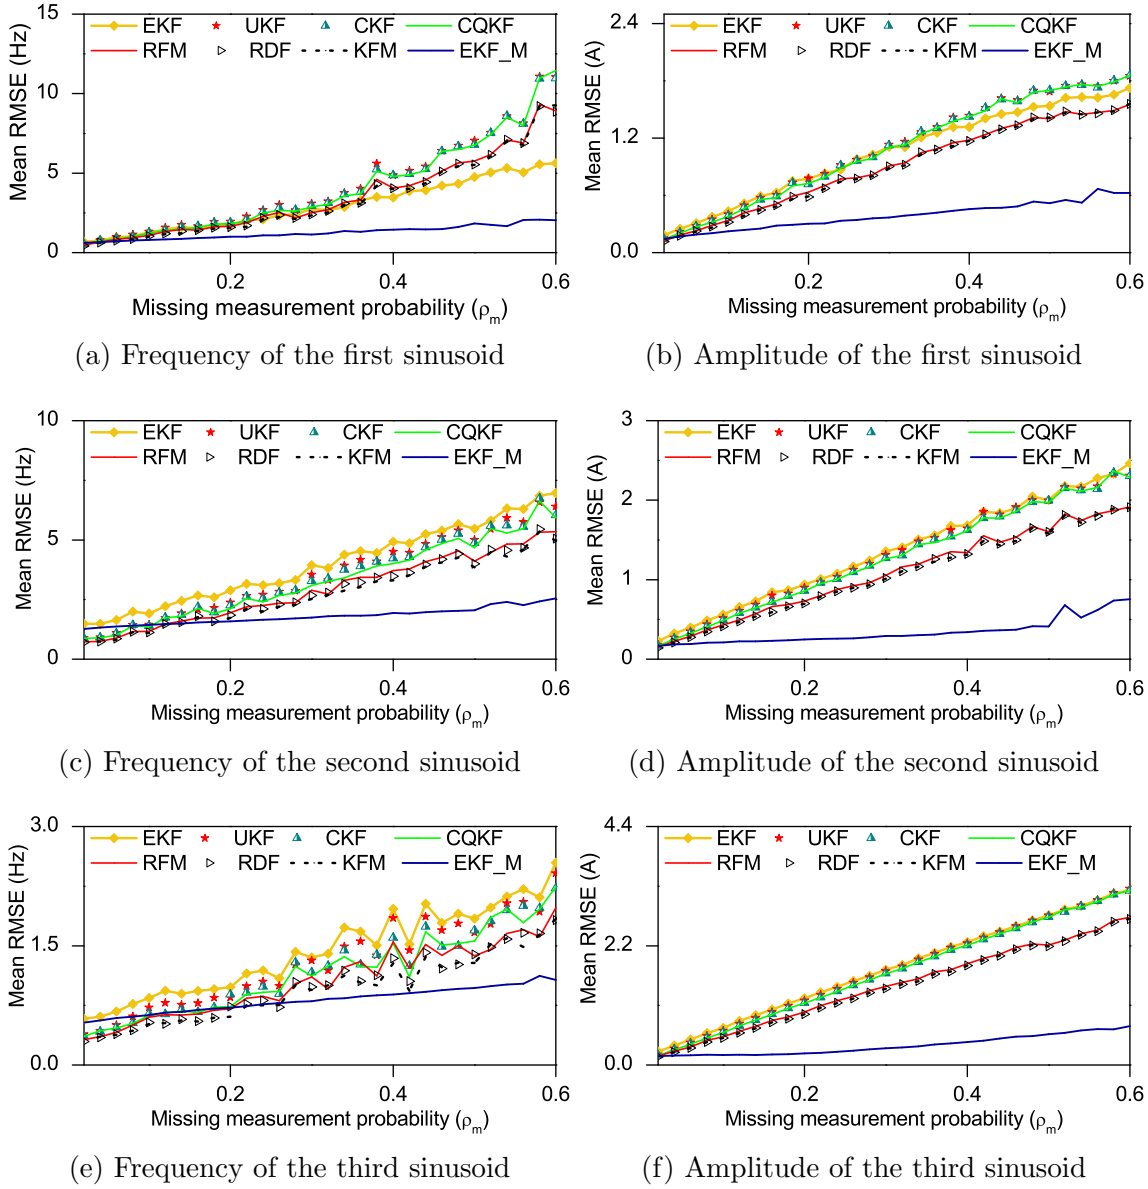 15
10
5
0
Mean RMSE (Hz)
EKF UKF CKF CQKF
RFM RDF KFM EKF_M
0.2 0.4 0.6
Missing measurement probability (ρm)
(a) Frequency of the first sinusoid
2.4
1.2
0.0
Mean RMSE (A)
EKF UKF CKF CQKF
RFM RDF KFM EKF_M
0.2 0.4 0.6
Missing measurement probability (ρm)
(b) Amplitude of the first sinusoid
10
5
0
Mean RMSE (Hz)
EKF UKF CKF CQKF
RFM RDF KFM EKF_M
0.2 0.4 0.6
Missing measurement probability (ρm)
(c) Frequency of the second sinusoid
3
2
1
0
Mean RMSE (A)
EKF UKF CKF CQKF
RFM RDF KFM EKF_M
0.2 0.4 0.6
Missing measurement probability (ρm)
(d) Amplitude of the second sinusoid
3.0
1.5
0.0
Mean RMSE (Hz)
EKF UKF CKF CQKF
RFM RDF KFM EKF_M
0.2 0.4 0.6
Missing measurement probability (ρm)
(e) Frequency of the third sinusoid
4.4
2.2
0.0
Mean RMSE (A)
EKF UKF CKF CQKF
RFM RDF KFM EKF_M
0.2 0.4 0.6
Missing measurement probability (ρm)
(f) Amplitude of the third sinusoid